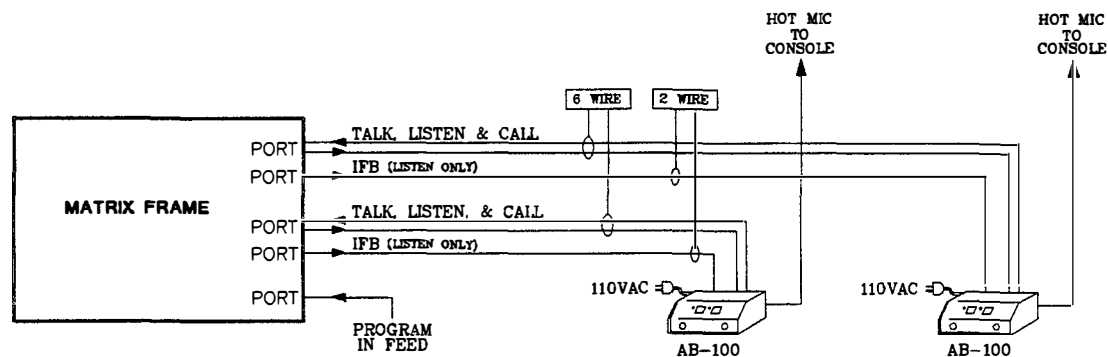 HOT MIC
TO
CONSOLE
HOT MIC
TO
CONSOLE
6 WIRE
2 WIRE
TALK, LISTEN & CALL
PORT
IFB (LISTEN ONLY)
PORT
MATRIX FRAME
TALK, LISTEN, & CALL
PORT
IFB (LISTEN ONLY)
PORT
110VAC
110VAC
PORT
PROGRAM
IN FEED
AB-100
AB-100